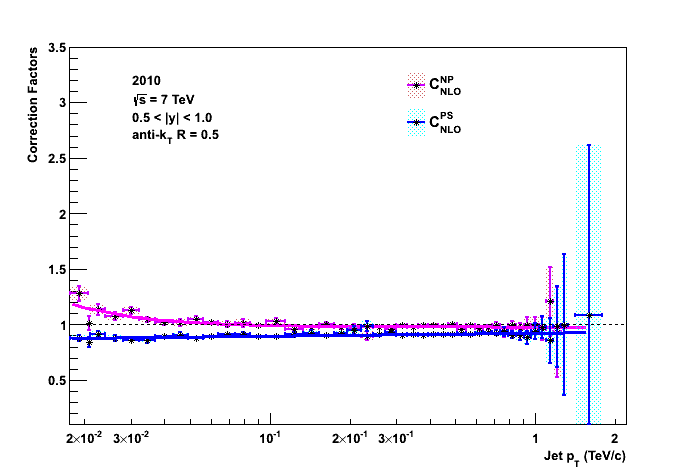 Correction Factors
3.5
3
2.5
2
1.5
1
0.5
2010
√s = 7 TeV
0.5 < |y| < 1.0
anti-k_T R = 0.5
C^NP_NLO
C^PS_NLO
2×10^-2 3×10^-2 10^-1 2×10^-1 3×10^-1 1 2
Jet p_T (TeV/c)